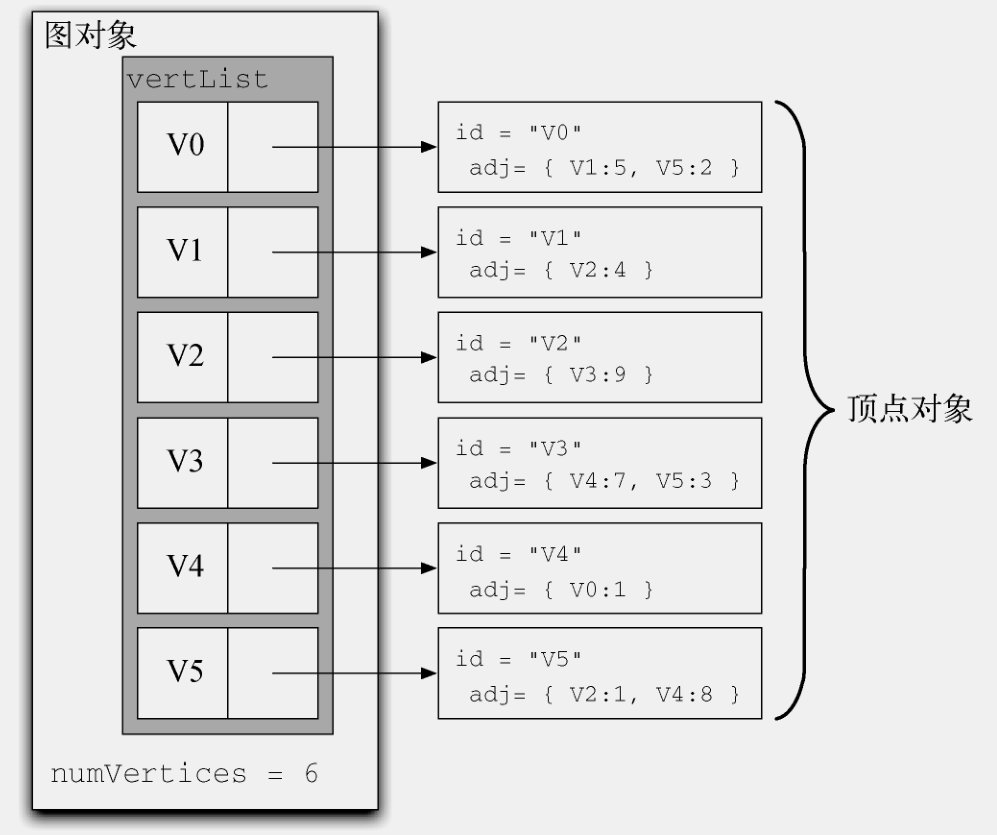 图对象
vertList
V0
id = "V0"
adj= { V1:5, V5:2 }
V1
id = "V1"
adj= { V2:4 }
V2
id = "V2"
adj= { V3:9 }
V3
id = "V3"
adj= { V4:7, V5:3 }
V4
id = "V4"
adj= { V0:1 }
V5
id = "V5"
adj= { V2:1, V4:8 }
顶点对象
numVertices = 6